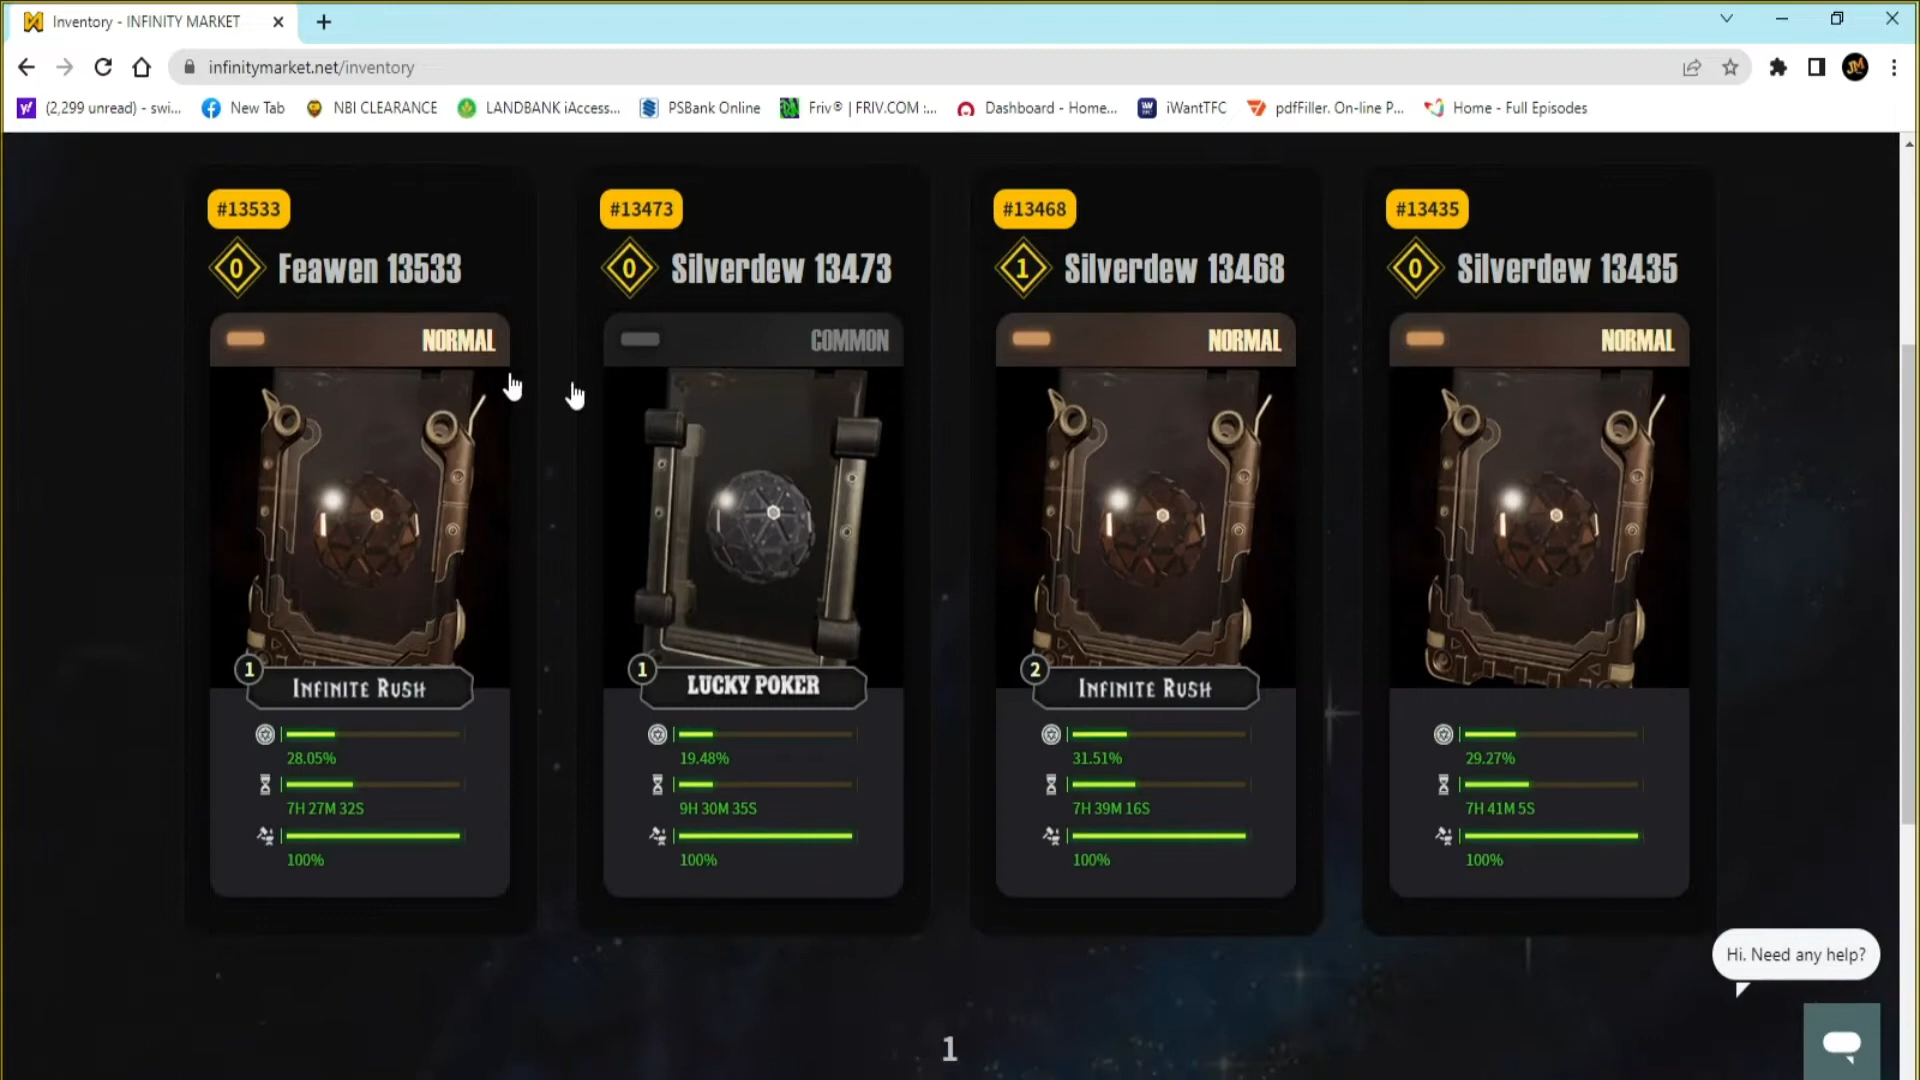 Inventory - INFINITY MARKET
infinitymarket.net/inventory
(2,299 unread) - swi...
New Tab
NBI CLEARANCE
LANDBANK iAccess...
PSBank Online
Friv® | FRIV.COM :...
Dashboard - Home...
iWantTFC
pdfFiller. On-line P...
Home - Full Episodes
#13533
0 Feawen 13533
NORMAL
1 INFINITE RUSH
28.05%
7H 27M 32S
100%
#13473
0 Silverdew 13473
COMMON
1 LUCKY POKER
19.48%
9H 30M 35S
100%
#13468
1 Silverdew 13468
NORMAL
2 INFINITE RUSH
31.51%
7H 39M 16S
100%
#13435
0 Silverdew 13435
NORMAL
29.27%
7H 41M 5S
100%
Hi. Need any help?
1